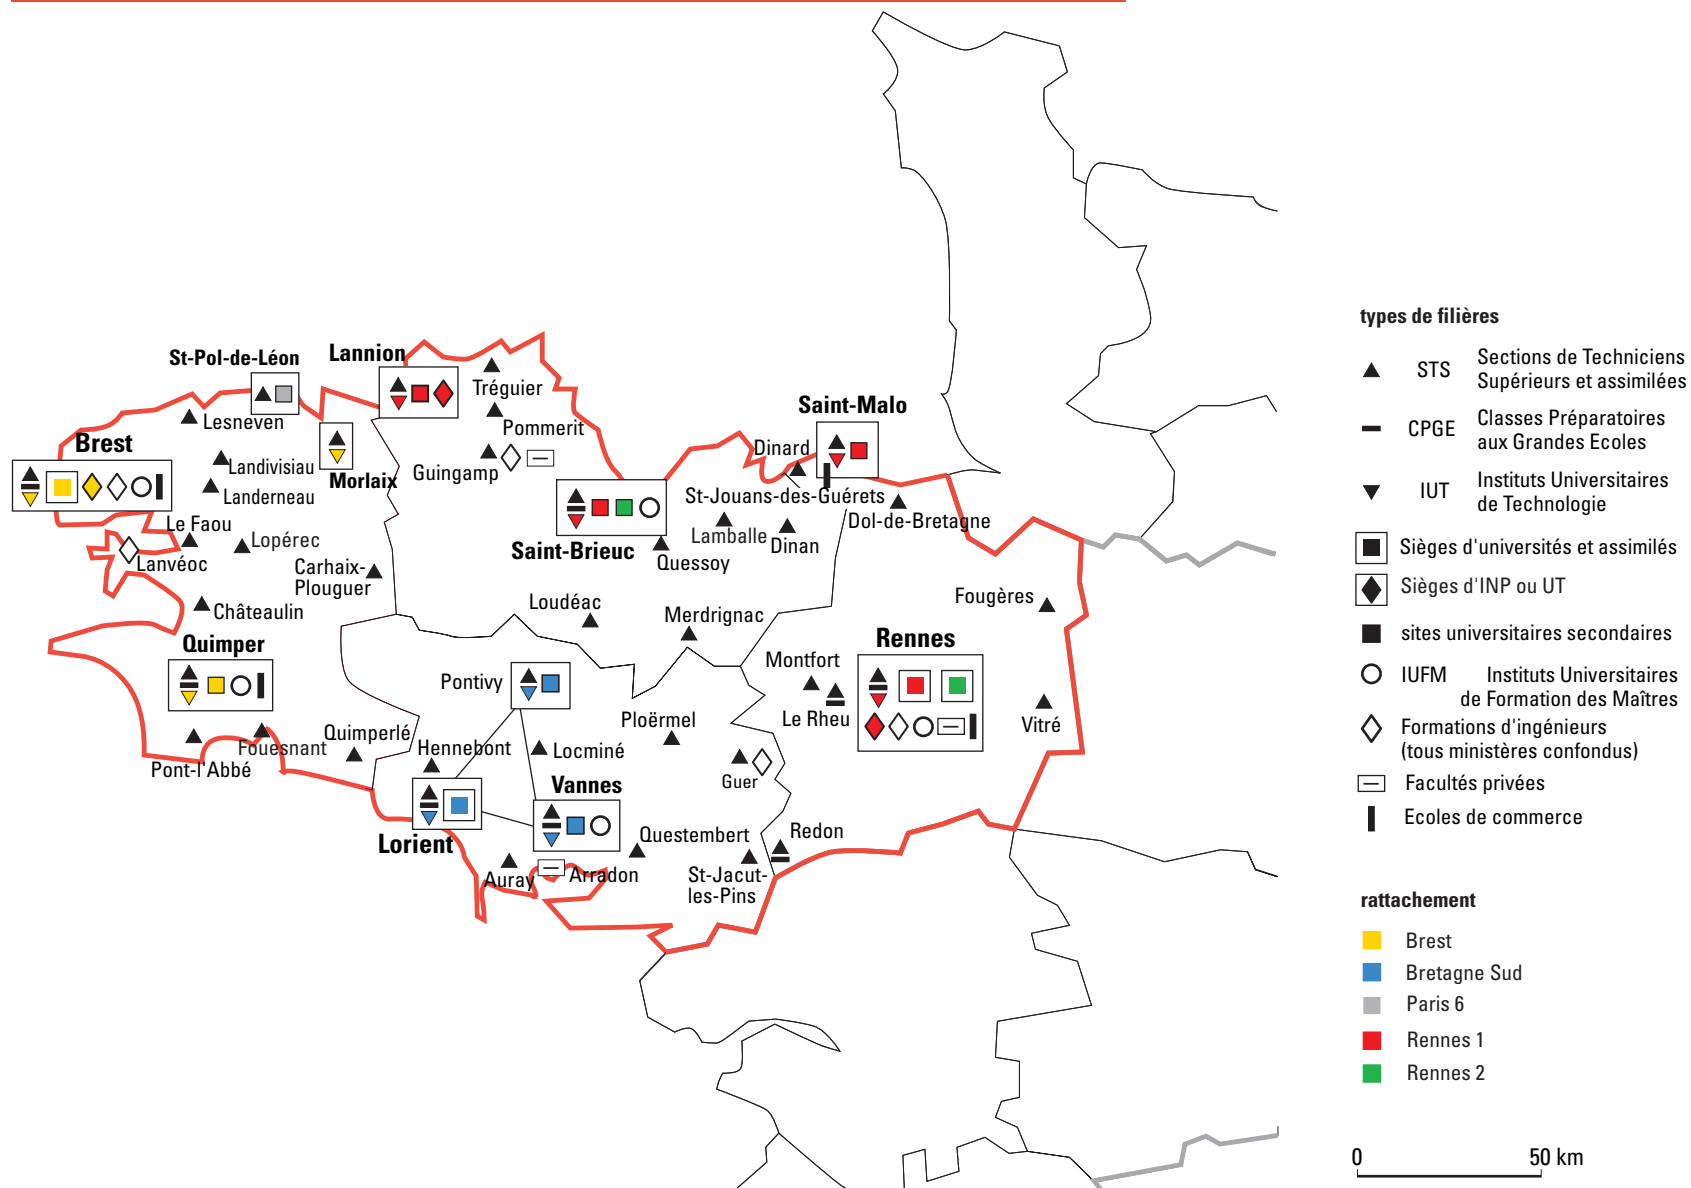 St-Pol-de-Léon
Lannion
Tréguier
Saint-Malo
Lesneven
Pommerit
Brest
Dinard
Landivisiau
Guingamp
Morlaix
Landerneau
St-Jouans-des-Guérets
Le Faou
Dol-de-Bretagne
Lopérec
Lamballe
Dinan
Saint-Brieuc
Lanvéoc
Quessoy
Carhaix-
Plouguer
Fougères
Châteaulin
Loudéac
Merdrignac
Quimper
Rennes
Montfort
Pontivy
Le Rheu
Ploërmel
Vitré
Quimperlé
Fouesnant
Hennebont
Locminé
Pont-l'Abbé
Guer
Vannes
Lorient
Questembert
Redon
Auray
Arradon
St-Jacut-
les-Pins
types de filières
STS Sections de Techniciens
Supérieurs et assimilées
CPGE Classes Préparatoires
aux Grandes Ecoles
IUT Instituts Universitaires
de Technologie
Sièges d'universités et assimilés
Sièges d'INP ou UT
sites universitaires secondaires
IUFM Instituts Universitaires
de Formation des Maîtres
Formations d'ingénieurs
(tous ministères confondus)
Facultés privées
Ecoles de commerce
rattachement
Brest
Bretagne Sud
Paris 6
Rennes 1
Rennes 2
0 50 km